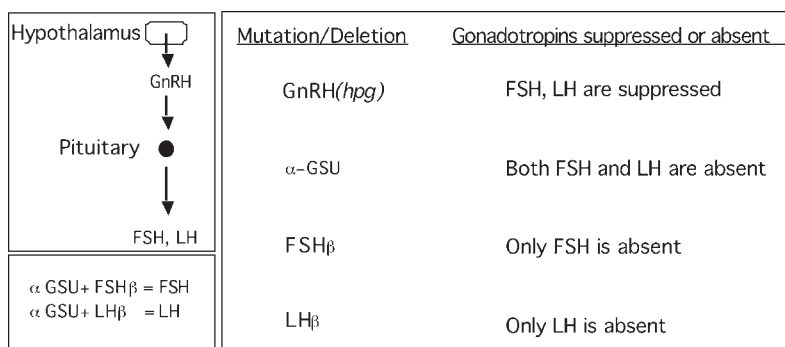 Hypothalamus
GnRH
Pituitary
FSH, LH
α GSU+ FSHβ = FSH
α GSU+ LHβ = LH
Mutation/Deletion Gonadotropins suppressed or absent
GnRH(hpg) FSH, LH are suppressed
α-GSU Both FSH and LH are absent
FSHβ Only FSH is absent
LHβ Only LH is absent